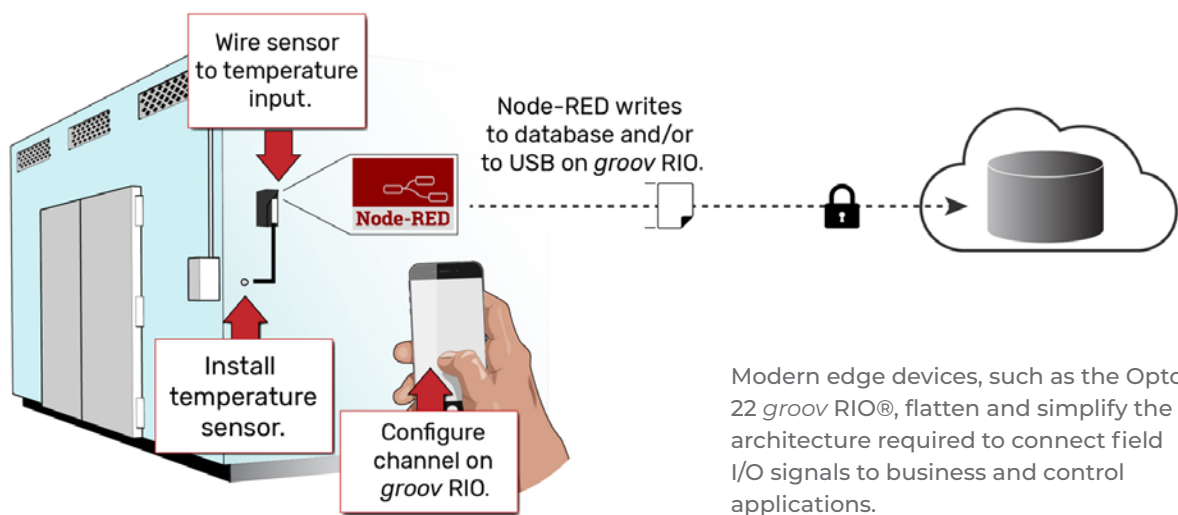 Wire sensor
to temperature
input.
Node-RED writes
to database and/or
to USB on groov RIO.
Node-RED
Install
temperature
sensor.
Configure
channel on
groov RIO.
Modern edge devices, such as the Opto
22 groov RIO®, flatten and simplify the
architecture required to connect field
I/O signals to business and control
applications.